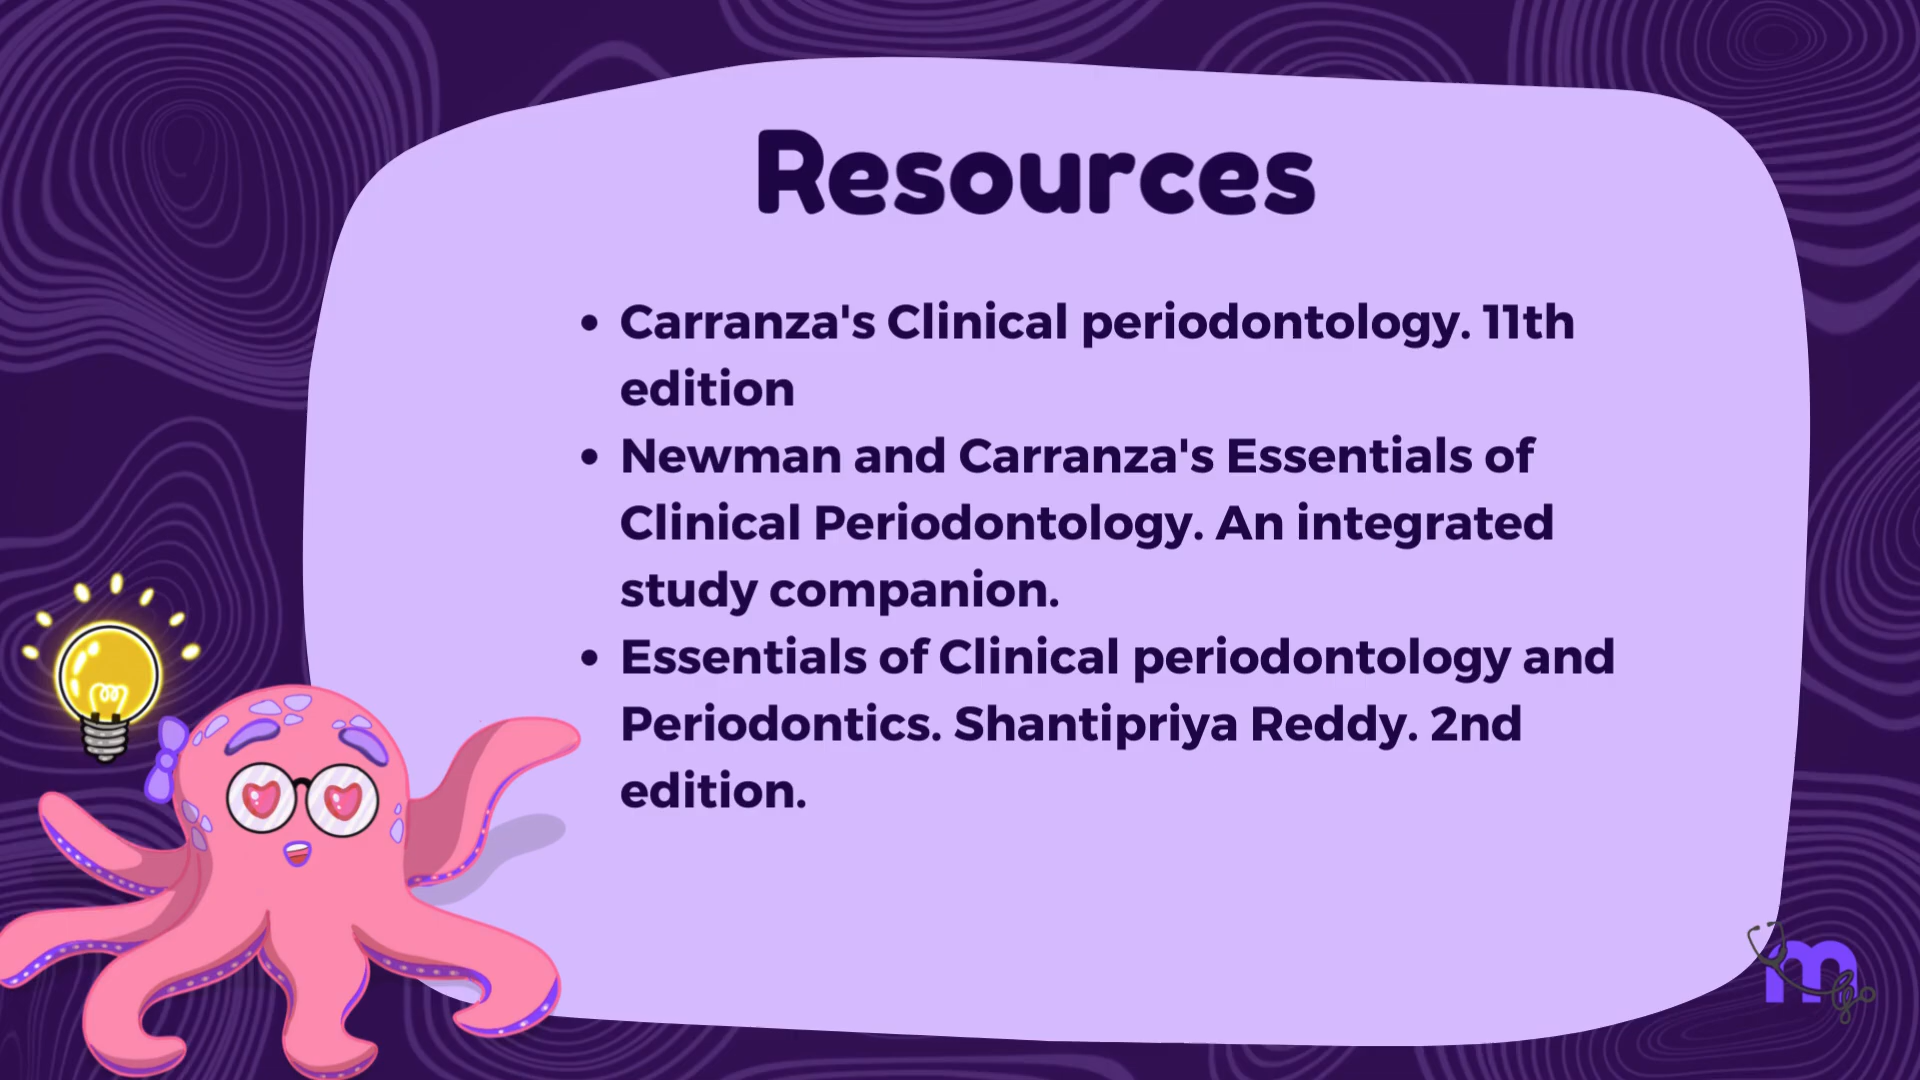 Resources
• Carranza's Clinical periodontology. 11th
edition
• Newman and Carranza's Essentials of
Clinical Periodontology. An integrated
study companion.
• Essentials of Clinical periodontology and
Periodontics. Shantipriya Reddy. 2nd
edition.
m
go